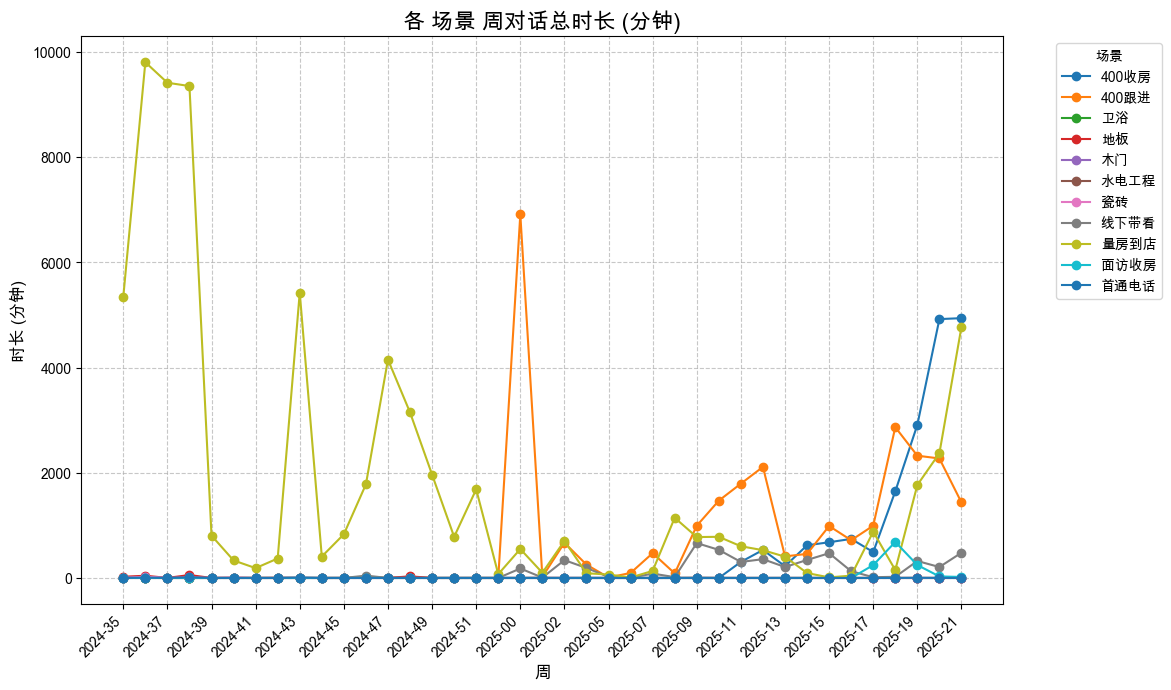 各 场景 周对话总时长 (分钟)
时长 (分钟)
10000
8000
6000
4000
2000
0
2024-35
2024-37
2024-39
2024-41
2024-43
2024-45
2024-47
2024-49
2024-51
2025-00
2025-02
2025-05
2025-07
2025-09
2025-11
2025-13
2025-15
2025-17
2025-19
2025-21
周
场景
400收房
400跟进
卫浴
地板
木门
水电工程
瓷砖
线下带看
量房到店
面访收房
首通电话